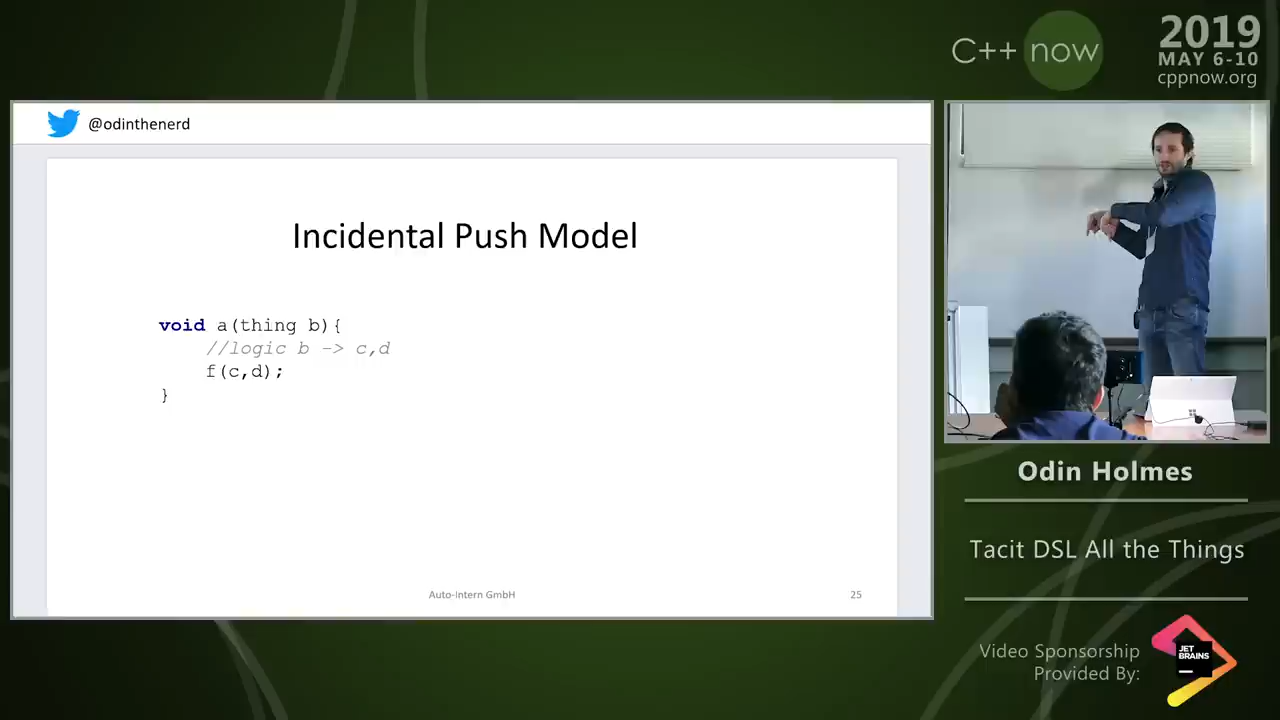 C++ now
2019
MAY 6-10
cppnow.org
@odinthenerd
Incidental Push Model
void a(thing b){
//logic b -> c,d
f(c,d);
}
Auto-Intern GmbH
25
Odin Holmes
Tacit DSL All the Things
Video Sponsorship
Provided By:
JET
BRAINS